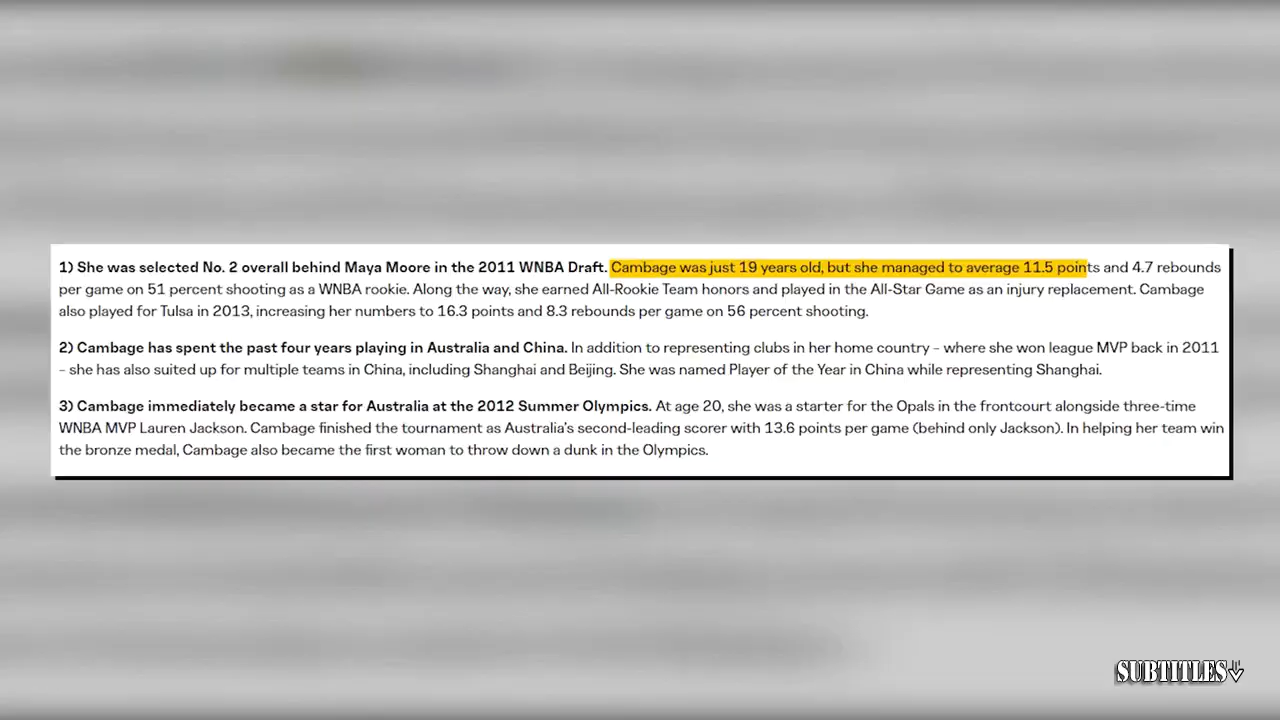 1) She was selected No. 2 overall behind Maya Moore in the 2011 WNBA Draft. Cambage was just 19 years old, but she managed to average 11.5 points and 4.7 rebounds
per game on 51 percent shooting as a WNBA rookie. Along the way, she earned All-Rookie Team honors and played in the All-Star Game as an injury replacement. Cambage
also played for Tulsa in 2013, increasing her numbers to 16.3 points and 8.3 rebounds per game on 56 percent shooting.
2) Cambage has spent the past four years playing in Australia and China. In addition to representing clubs in her home country – where she won league MVP back in 2011
– she has also suited up for multiple teams in China, including Shanghai and Beijing. She was named Player of the Year in China while representing Shanghai.
3) Cambage immediately became a star for Australia at the 2012 Summer Olympics. At age 20, she was a starter for the Opals in the frontcourt alongside three-time
WNBA MVP Lauren Jackson. Cambage finished the tournament as Australia's second-leading scorer with 13.6 points per game (behind only Jackson). In helping her team win
the bronze medal, Cambage also became the first woman to throw down a dunk in the Olympics.
SUBTITLES